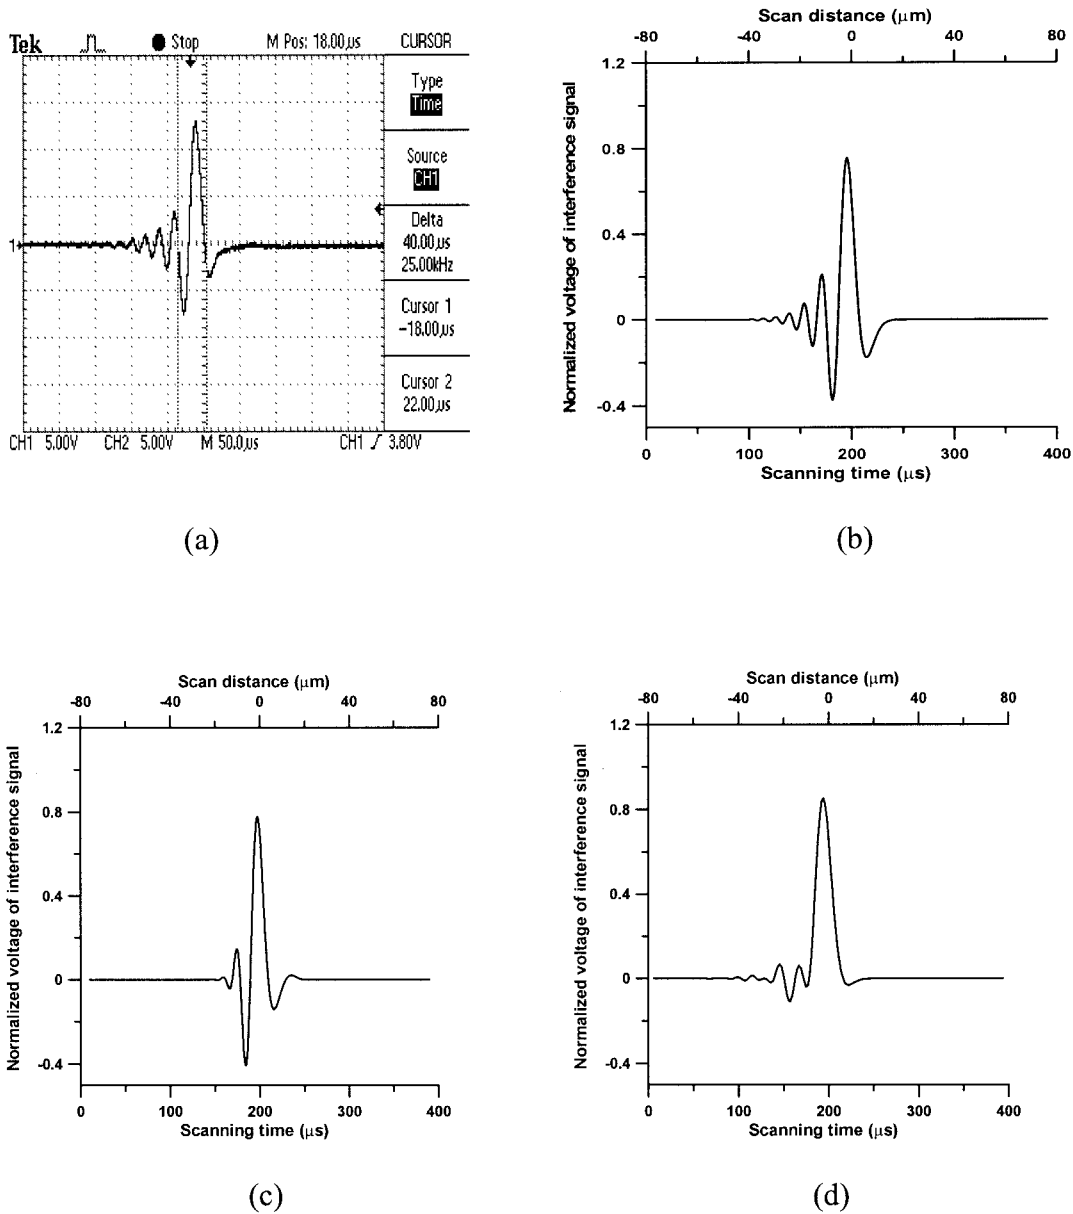 Tek Stop M Pos: 18.00μs CURSOR
Type
Time
Source
CH1
Delta
40.00μs
25.00kHz
Cursor 1
-18.00μs
Cursor 2
22.00μs
1
CH1 5.00V CH2 5.00V M 50.0μs CH1 3.80V
(a)
Scan distance (μm)
-80 -40 0 40 80
Normalized voltage of interference signal
1.2
0.8
0.4
0
-0.4
0 100 200 300 400
Scanning time (μs)
(b)
Scan distance (μm)
-80 -40 0 40 80
Normalized voltage of interference signal
1.2
0.8
0.4
0
-0.4
0 100 200 300 400
Scanning time (μs)
(c)
Scan distance (μm)
-80 -40 0 40 80
Normalized voltage of interference signal
1.2
0.8
0.4
0
-0.4
0 100 200 300 400
Scanning time (μs)
(d)